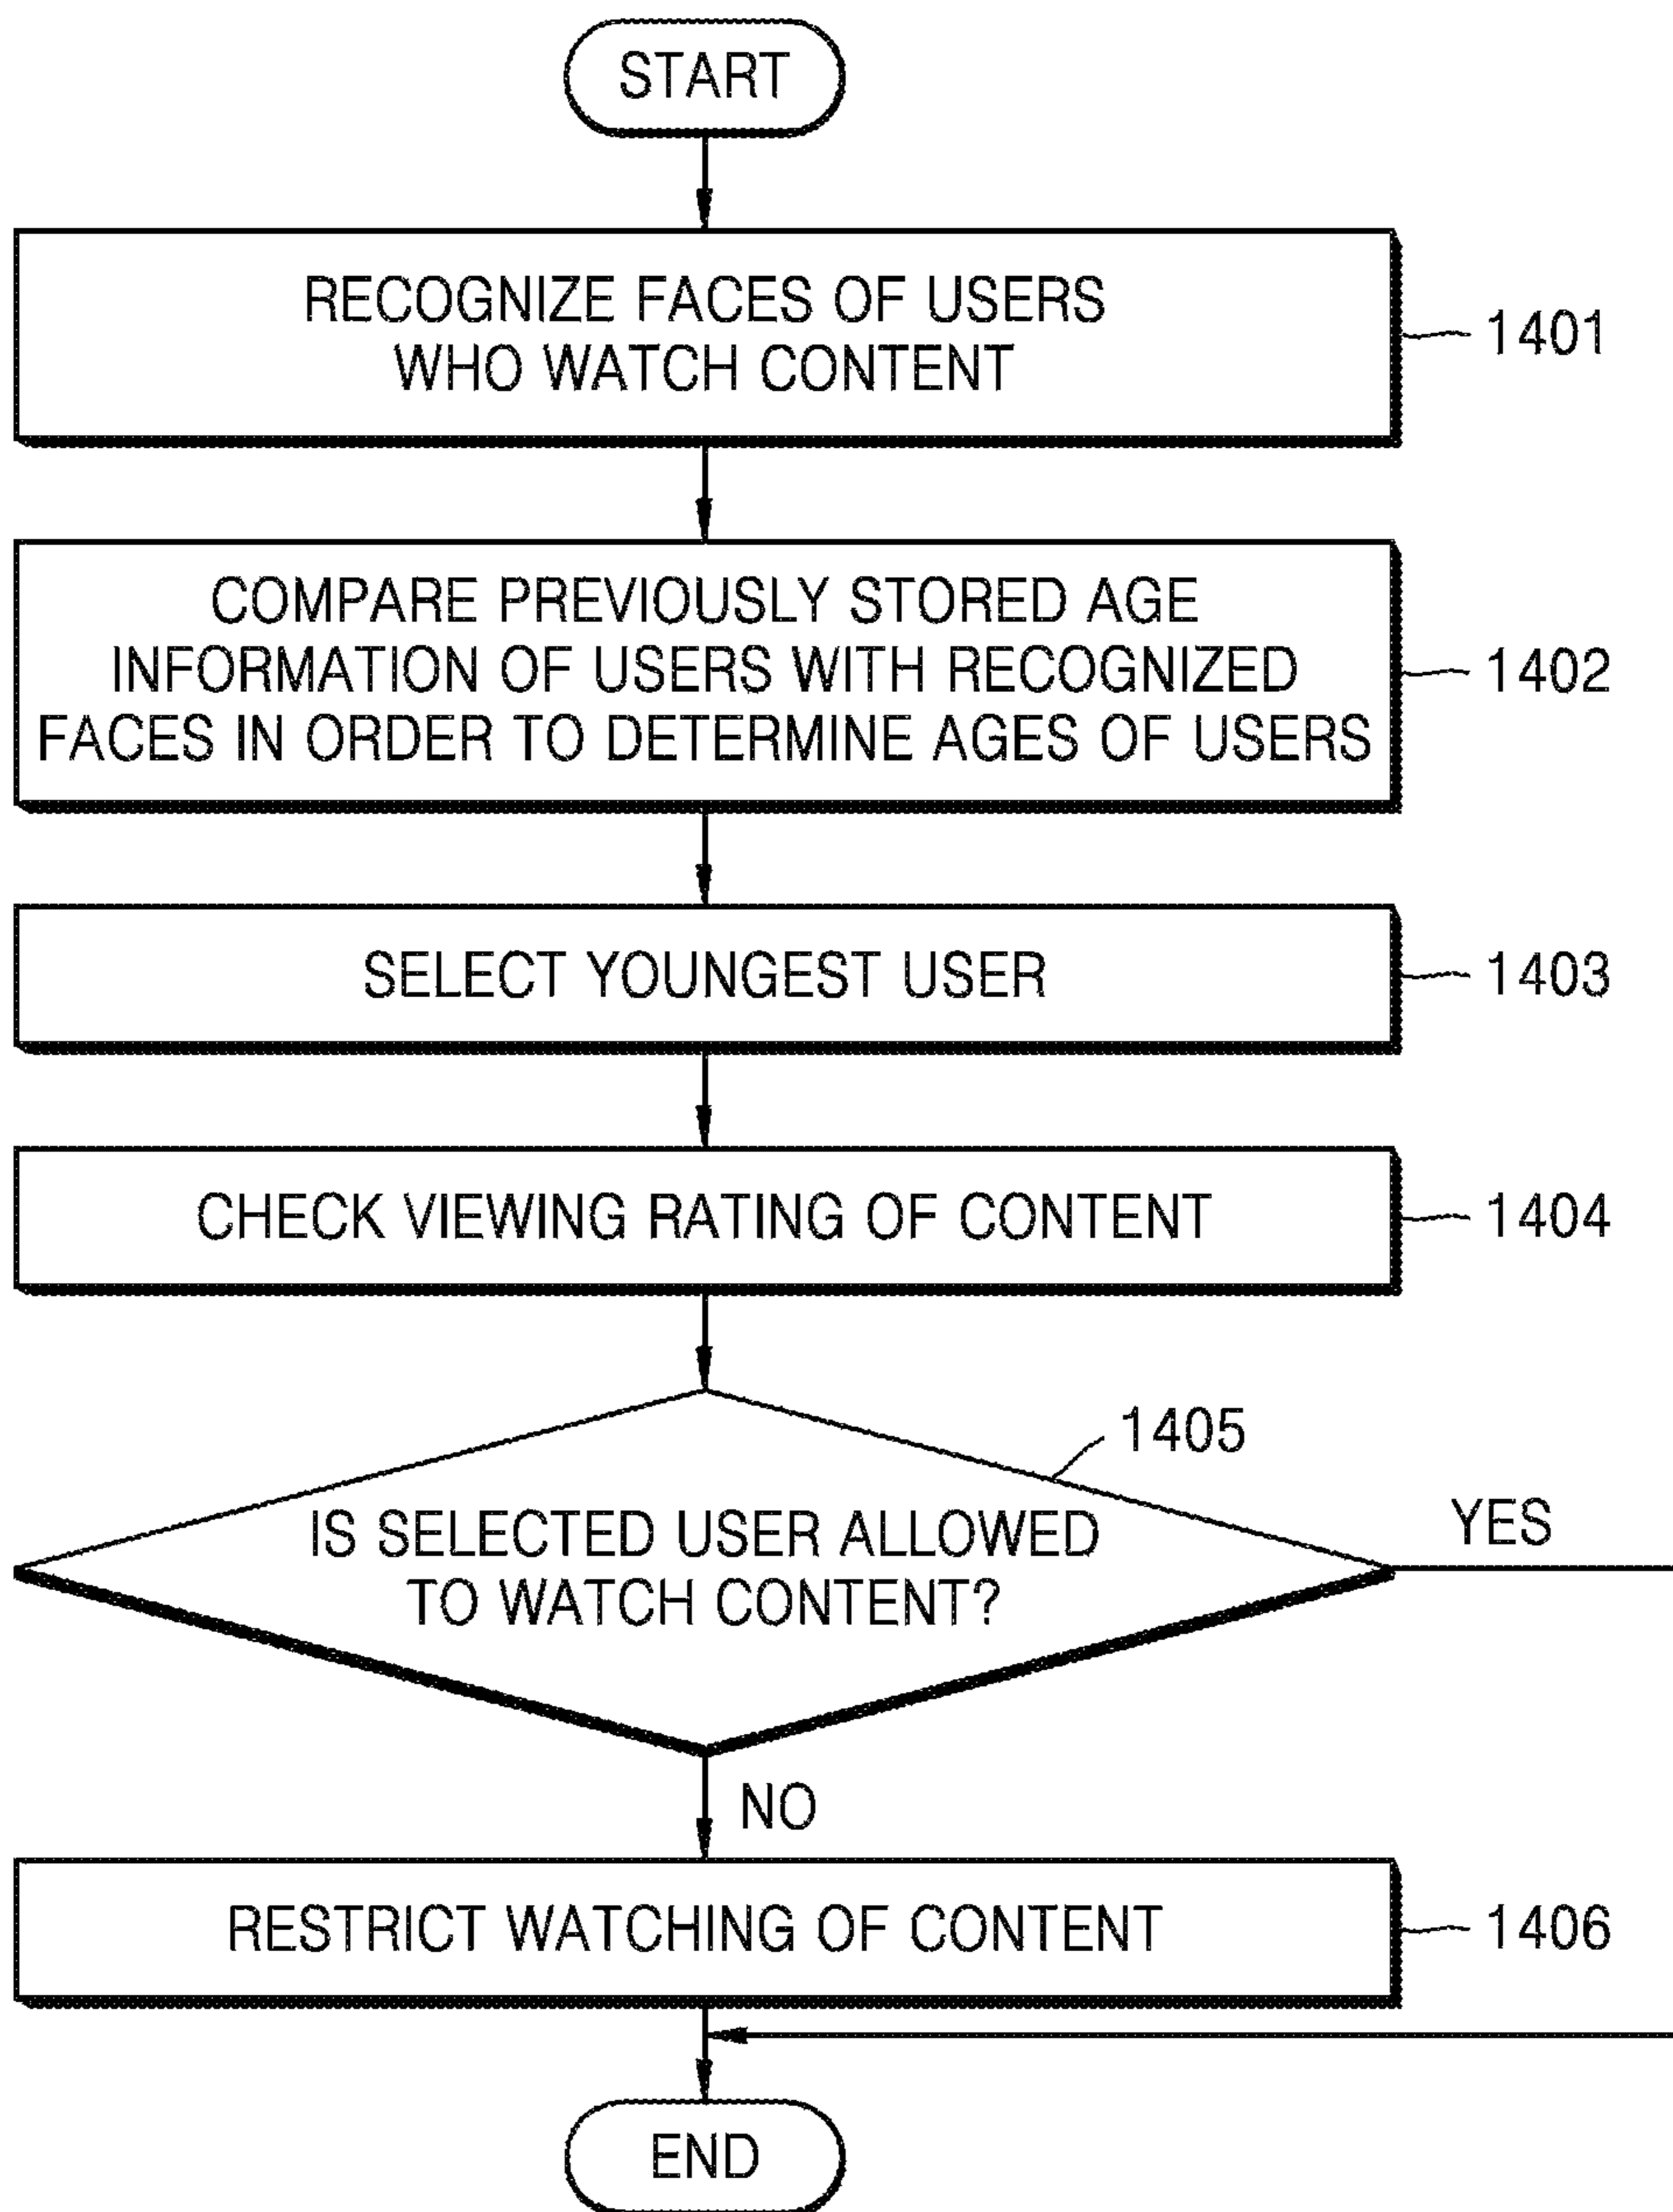 START
RECOGNIZE FACES OF USERS
WHO WATCH CONTENT
1401
COMPARE PREVIOUSLY STORED AGE
INFORMATION OF USERS WITH RECOGNIZED
FACES IN ORDER TO DETERMINE AGES OF USERS
1402
SELECT YOUNGEST USER
1403
CHECK VIEWING RATING OF CONTENT
1404
1405
IS SELECTED USER ALLOWED
TO WATCH CONTENT?
YES
NO
RESTRICT WATCHING OF CONTENT
1406
END